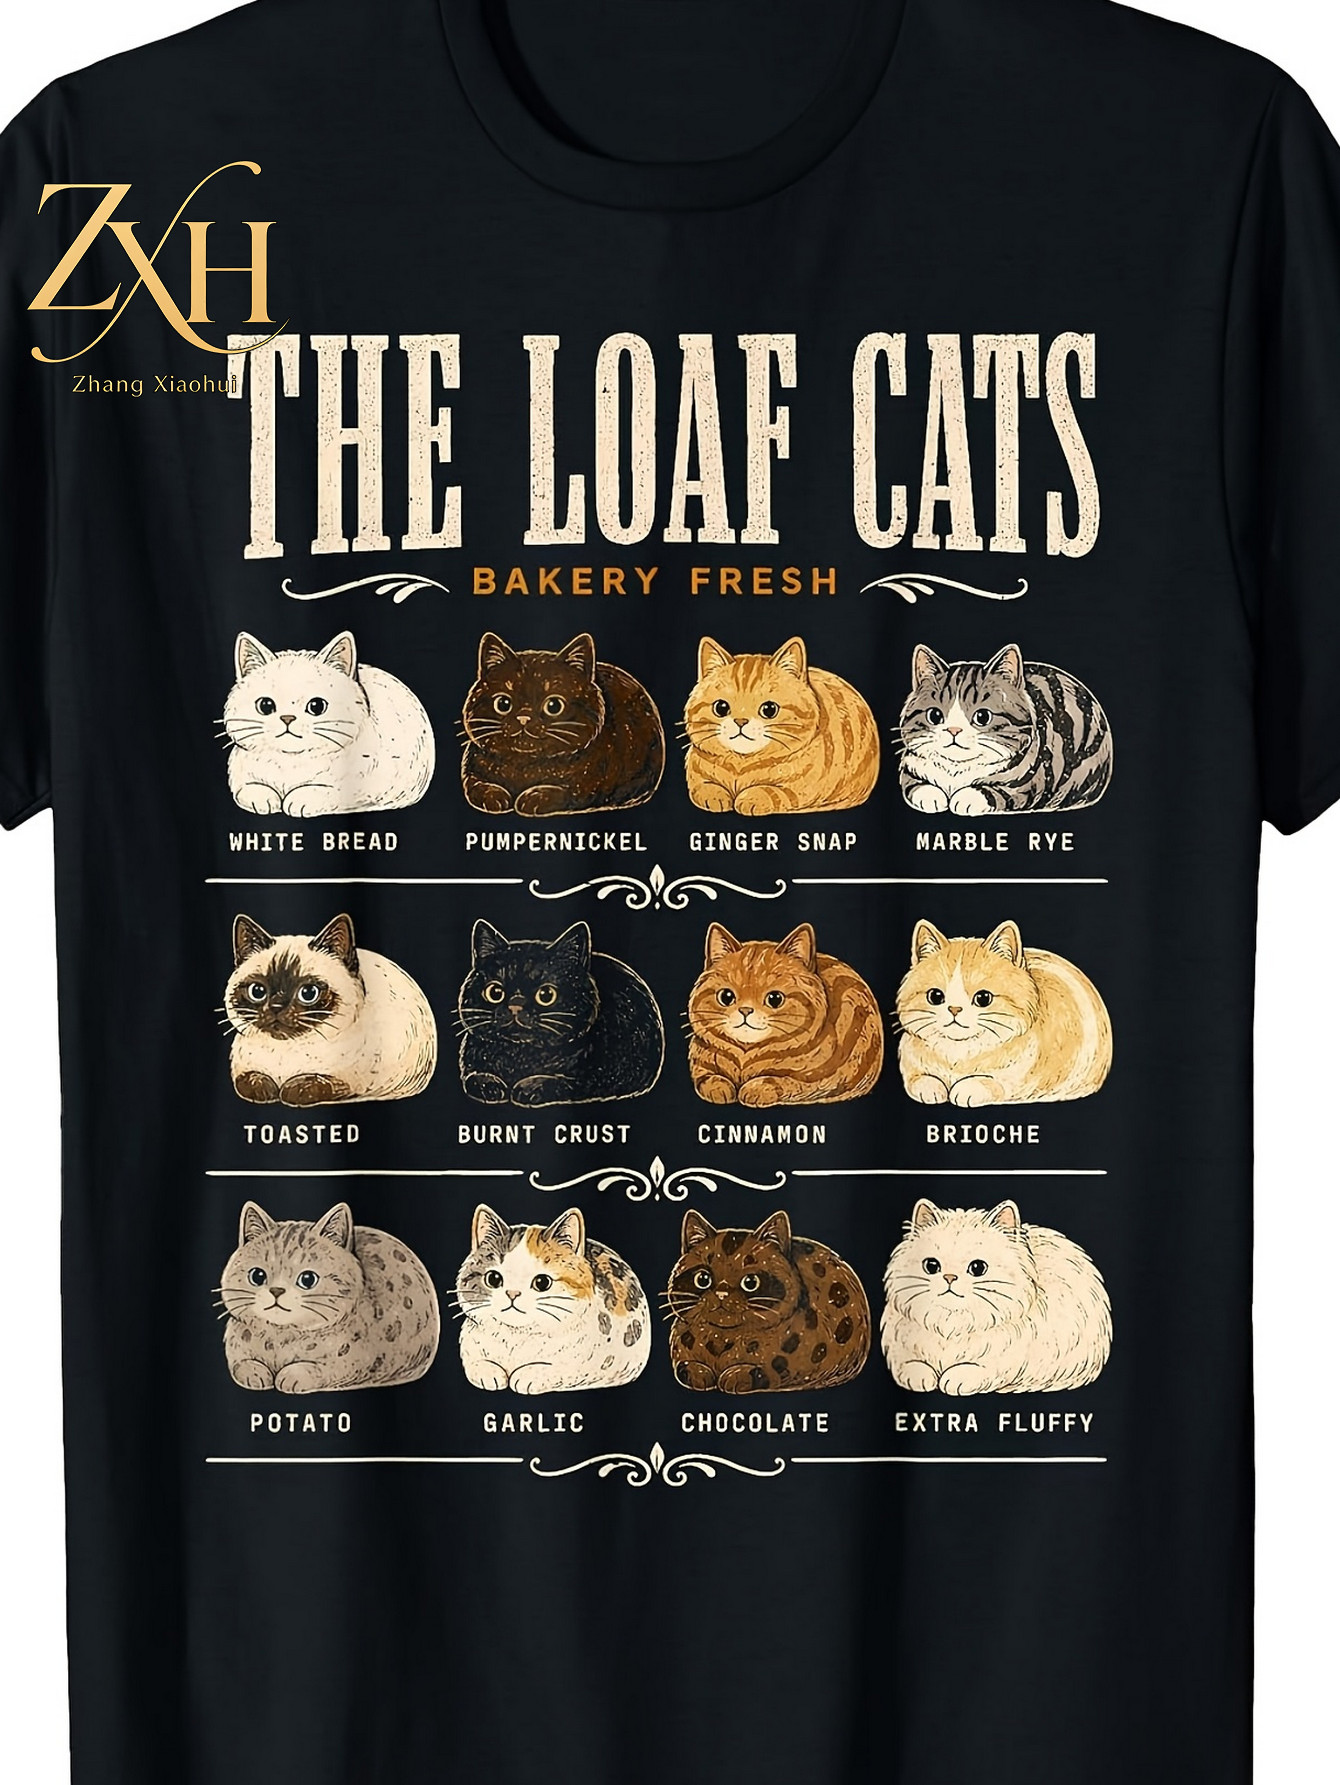 ZXH
Zhang Xiaohui
THE LOAF CATS
BAKERY FRESH
WHITE BREAD PUMPERNICKEL GINGER SNAP MARBLE RYE
TOASTED BURNT CRUST CINNAMON BRIOCHE
POTATO GARLIC CHOCOLATE EXTRA FLUFFY